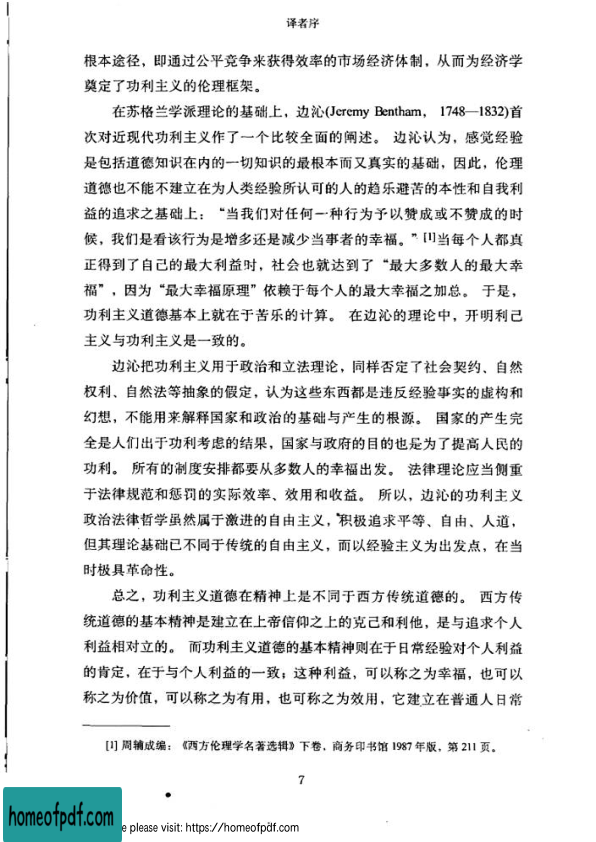 译者序
根本途径，即通过公平竞争来获得效率的市场经济体制，从而为经济学
奠定了功利主义的伦理框架。
在苏格兰学派理论的基础上，边沁(Jeremy Bentham， 1748—1832)首
次对近现代功利主义作了一个比较全面的阐述。 边沁认为，感觉经验
是包括道德知识在内的一切知识的最根本而又真实的基础，因此，伦理
道德也不能不建立在为人类经验所认可的人的趋乐避苦的本性和自我利
益的追求之基础上：“当我们对任何一种行为予以赞成或不赞成的时
候，我们是看该行为是增多还是减少当事者的幸福。”[1]当每个人都真
正得到了自己的最大利益时，社会也就达到了“最大多数人的最大幸
福”，因为“最大幸福原理”依赖于每个人的最大幸福之加总。 于是，
功利主义道德基本上就在于苦乐的计算。 在边沁的理论中，开明利己
主义与功利主义是一致的。
边沁把功利主义用于政治和立法理论，同样否定了社会契约、自然
权利、自然法等抽象的假定，认为这些东西都是违反经验事实的虚构和
幻想，不能用来解释国家和政治的基础与产生的根源。 国家的产生完
全是人们出于功利考虑的结果，国家与政府的目的也是为了提高人民的
功利。 所有的制度安排都要从多数人的幸福出发。 法律理论应当侧重
于法律规范和惩罚的实际效率、效用和收益。 所以，边沁的功利主义
政治法律哲学虽然属于激进的自由主义，积极追求平等、自由、人道，
但其理论基础已不同于传统的自由主义，而以经验主义为出发点，在当
时极具革命性。
总之，功利主义道德在精神上是不同于西方传统道德的。 西方传
统道德的基本精神是建立在上帝信仰之上的克己和利他，是与追求个人
利益相对立的。 而功利主义道德的基本精神则在于日常经验对个人利益
的肯定，在于与个人利益的一致；这种利益，可以称之为幸福，也可以
称之为价值，可以称之为有用，也可称之为效用，它建立在普通人日常
[1] 周辅成编：《西方伦理学名著选辑》下卷，商务印书馆 1987 年版，第 211 页。
7
homeofpdf.com
e please visit: https://homeofpdf.com